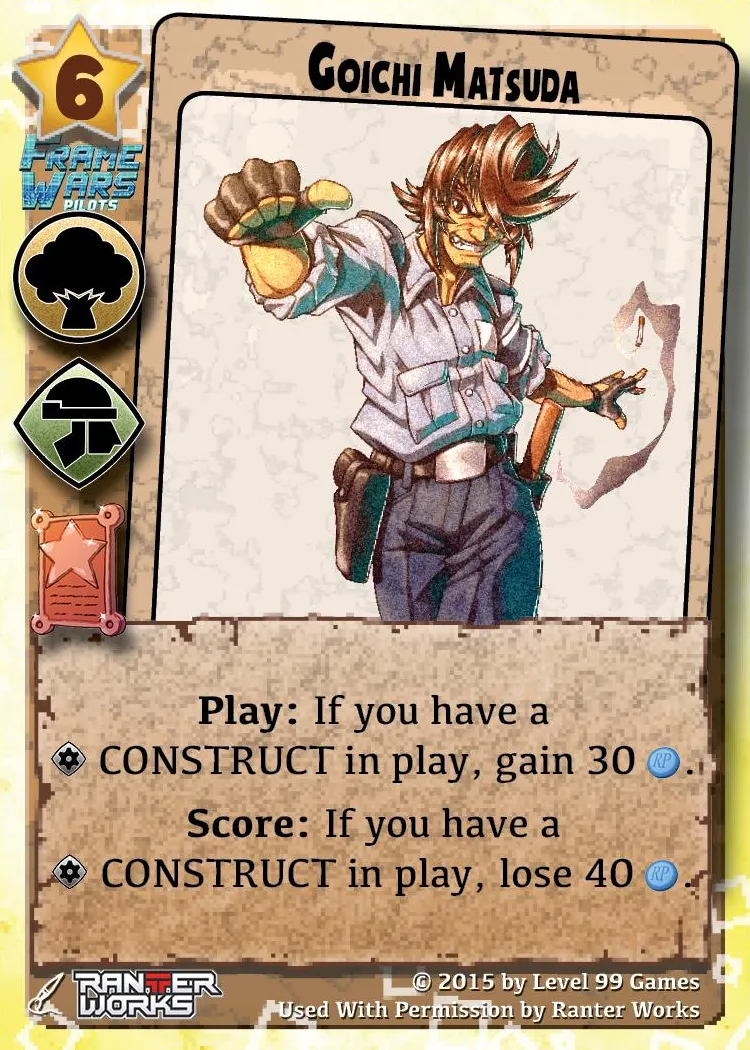 6
GOICHI MATSUDA
FRAME
WARS
PILOTS
Play: If you have a
CONSTRUCT in play, gain 30 RP.
Score: If you have a
CONSTRUCT in play, lose 40 RP.
RAN.T.ER
WORKS
© 2015 by Level 99 Games
Used With Permission by Ranter Works